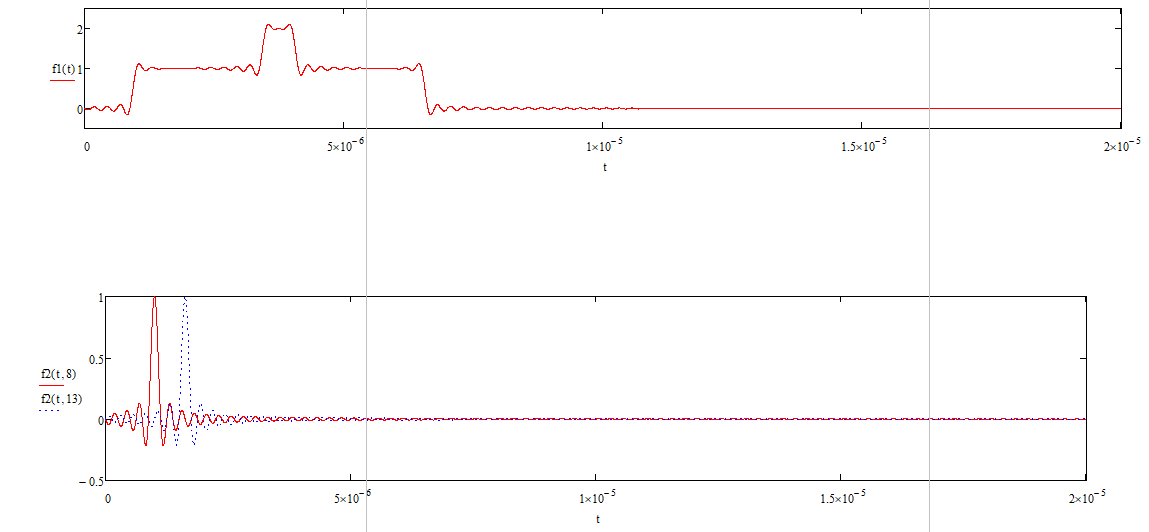 2
f1(t) 1
0
0 5×10⁻⁶ 1×10⁻⁵ 1.5×10⁻⁵ 2×10⁻⁵
t
1
0.5
f2(t,8)
f2(t,13)
0
−0.5
0 5×10⁻⁶ 1×10⁻⁵ 1.5×10⁻⁵ 2×10⁻⁵
t